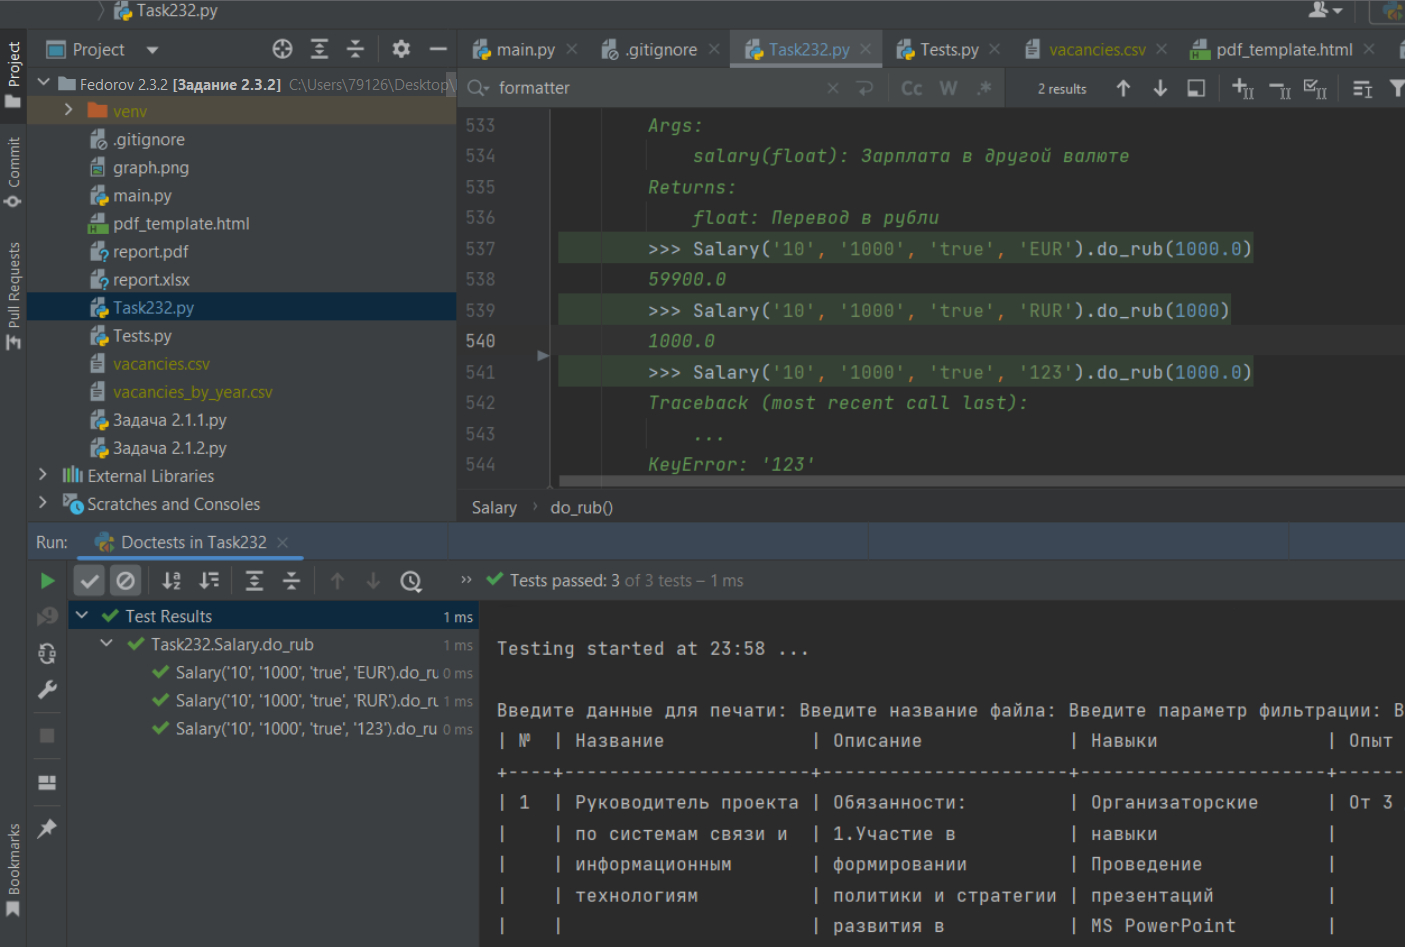 Task232.py
Project
main.py
.gitignore
Task232.py
Tests.py
vacancies.csv
pdf_template.html
Project
Commit
Pull Requests
Bookmarks
Fedorov 2.3.2 [Задание 2.3.2] C:\Users\79126\Desktop\
venv
.gitignore
graph.png
main.py
pdf_template.html
report.pdf
report.xlsx
Task232.py
Tests.py
vacancies.csv
vacancies_by_year.csv
Задача 2.1.1.py
Задача 2.1.2.py
External Libraries
Scratches and Consoles
formatter
Cc W .*
2 results
533 Args:
534 salary(float): Зарплата в другой валюте
535 Returns:
536 float: Перевод в рубли
537 >>> Salary('10', '1000', 'true', 'EUR').do_rub(1000.0)
538 59900.0
539 >>> Salary('10', '1000', 'true', 'RUR').do_rub(1000)
540 1000.0
541 >>> Salary('10', '1000', 'true', '123').do_rub(1000.0)
542 Traceback (most recent call last):
543 ...
544 KeyError: '123'
Salary
do_rub()
Run:
Doctests in Task232
Tests passed: 3 of 3 tests – 1 ms
Test Results 1 ms
Task232.Salary.do_rub 1 ms
Salary('10', '1000', 'true', 'EUR').do_ru 0 ms
Salary('10', '1000', 'true', 'RUR').do_ru 1 ms
Salary('10', '1000', 'true', '123').do_ru 0 ms
Testing started at 23:58 ...
Введите данные для печати: Введите название файла: Введите параметр фильтрации: В
| № | Название | Описание | Навыки | Опыт
+----+----------------------+----------------------+----------------------+------
| 1 | Руководитель проекта | Обязанности: | Организаторские | От 3
| | по системам связи и | 1.Участие в | навыки |
| | информационным | формировании | Проведение |
| | технологиям | политики и стратегии | презентаций |
| | | развития в | MS PowerPoint |